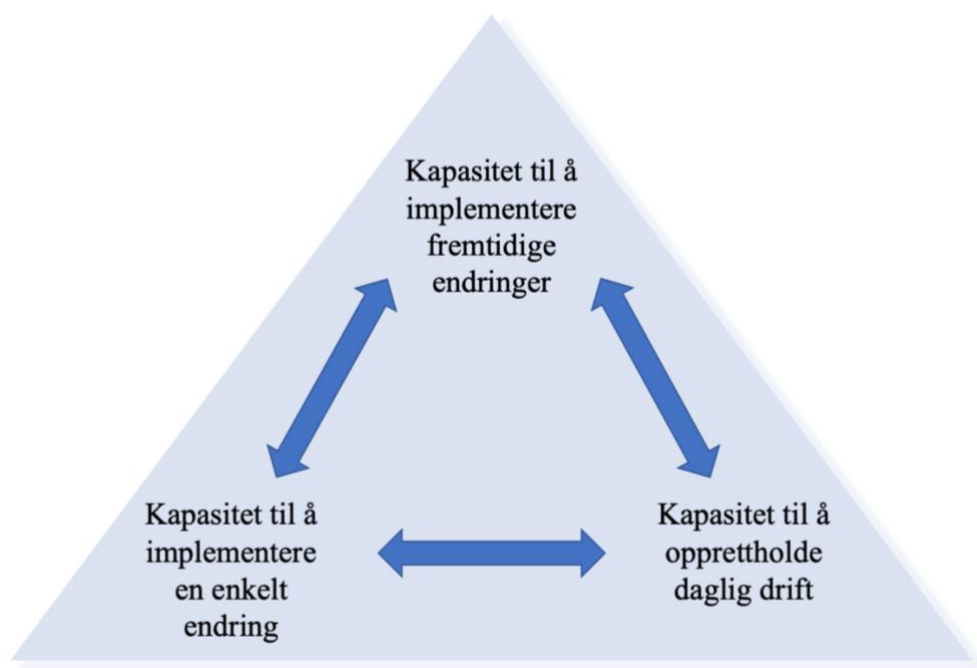 Kapasitet til å
implementere
fremtidige
endringer
Kapasitet til å
implementere
en enkelt
endring
Kapasitet til å
opprettholde
daglig drift